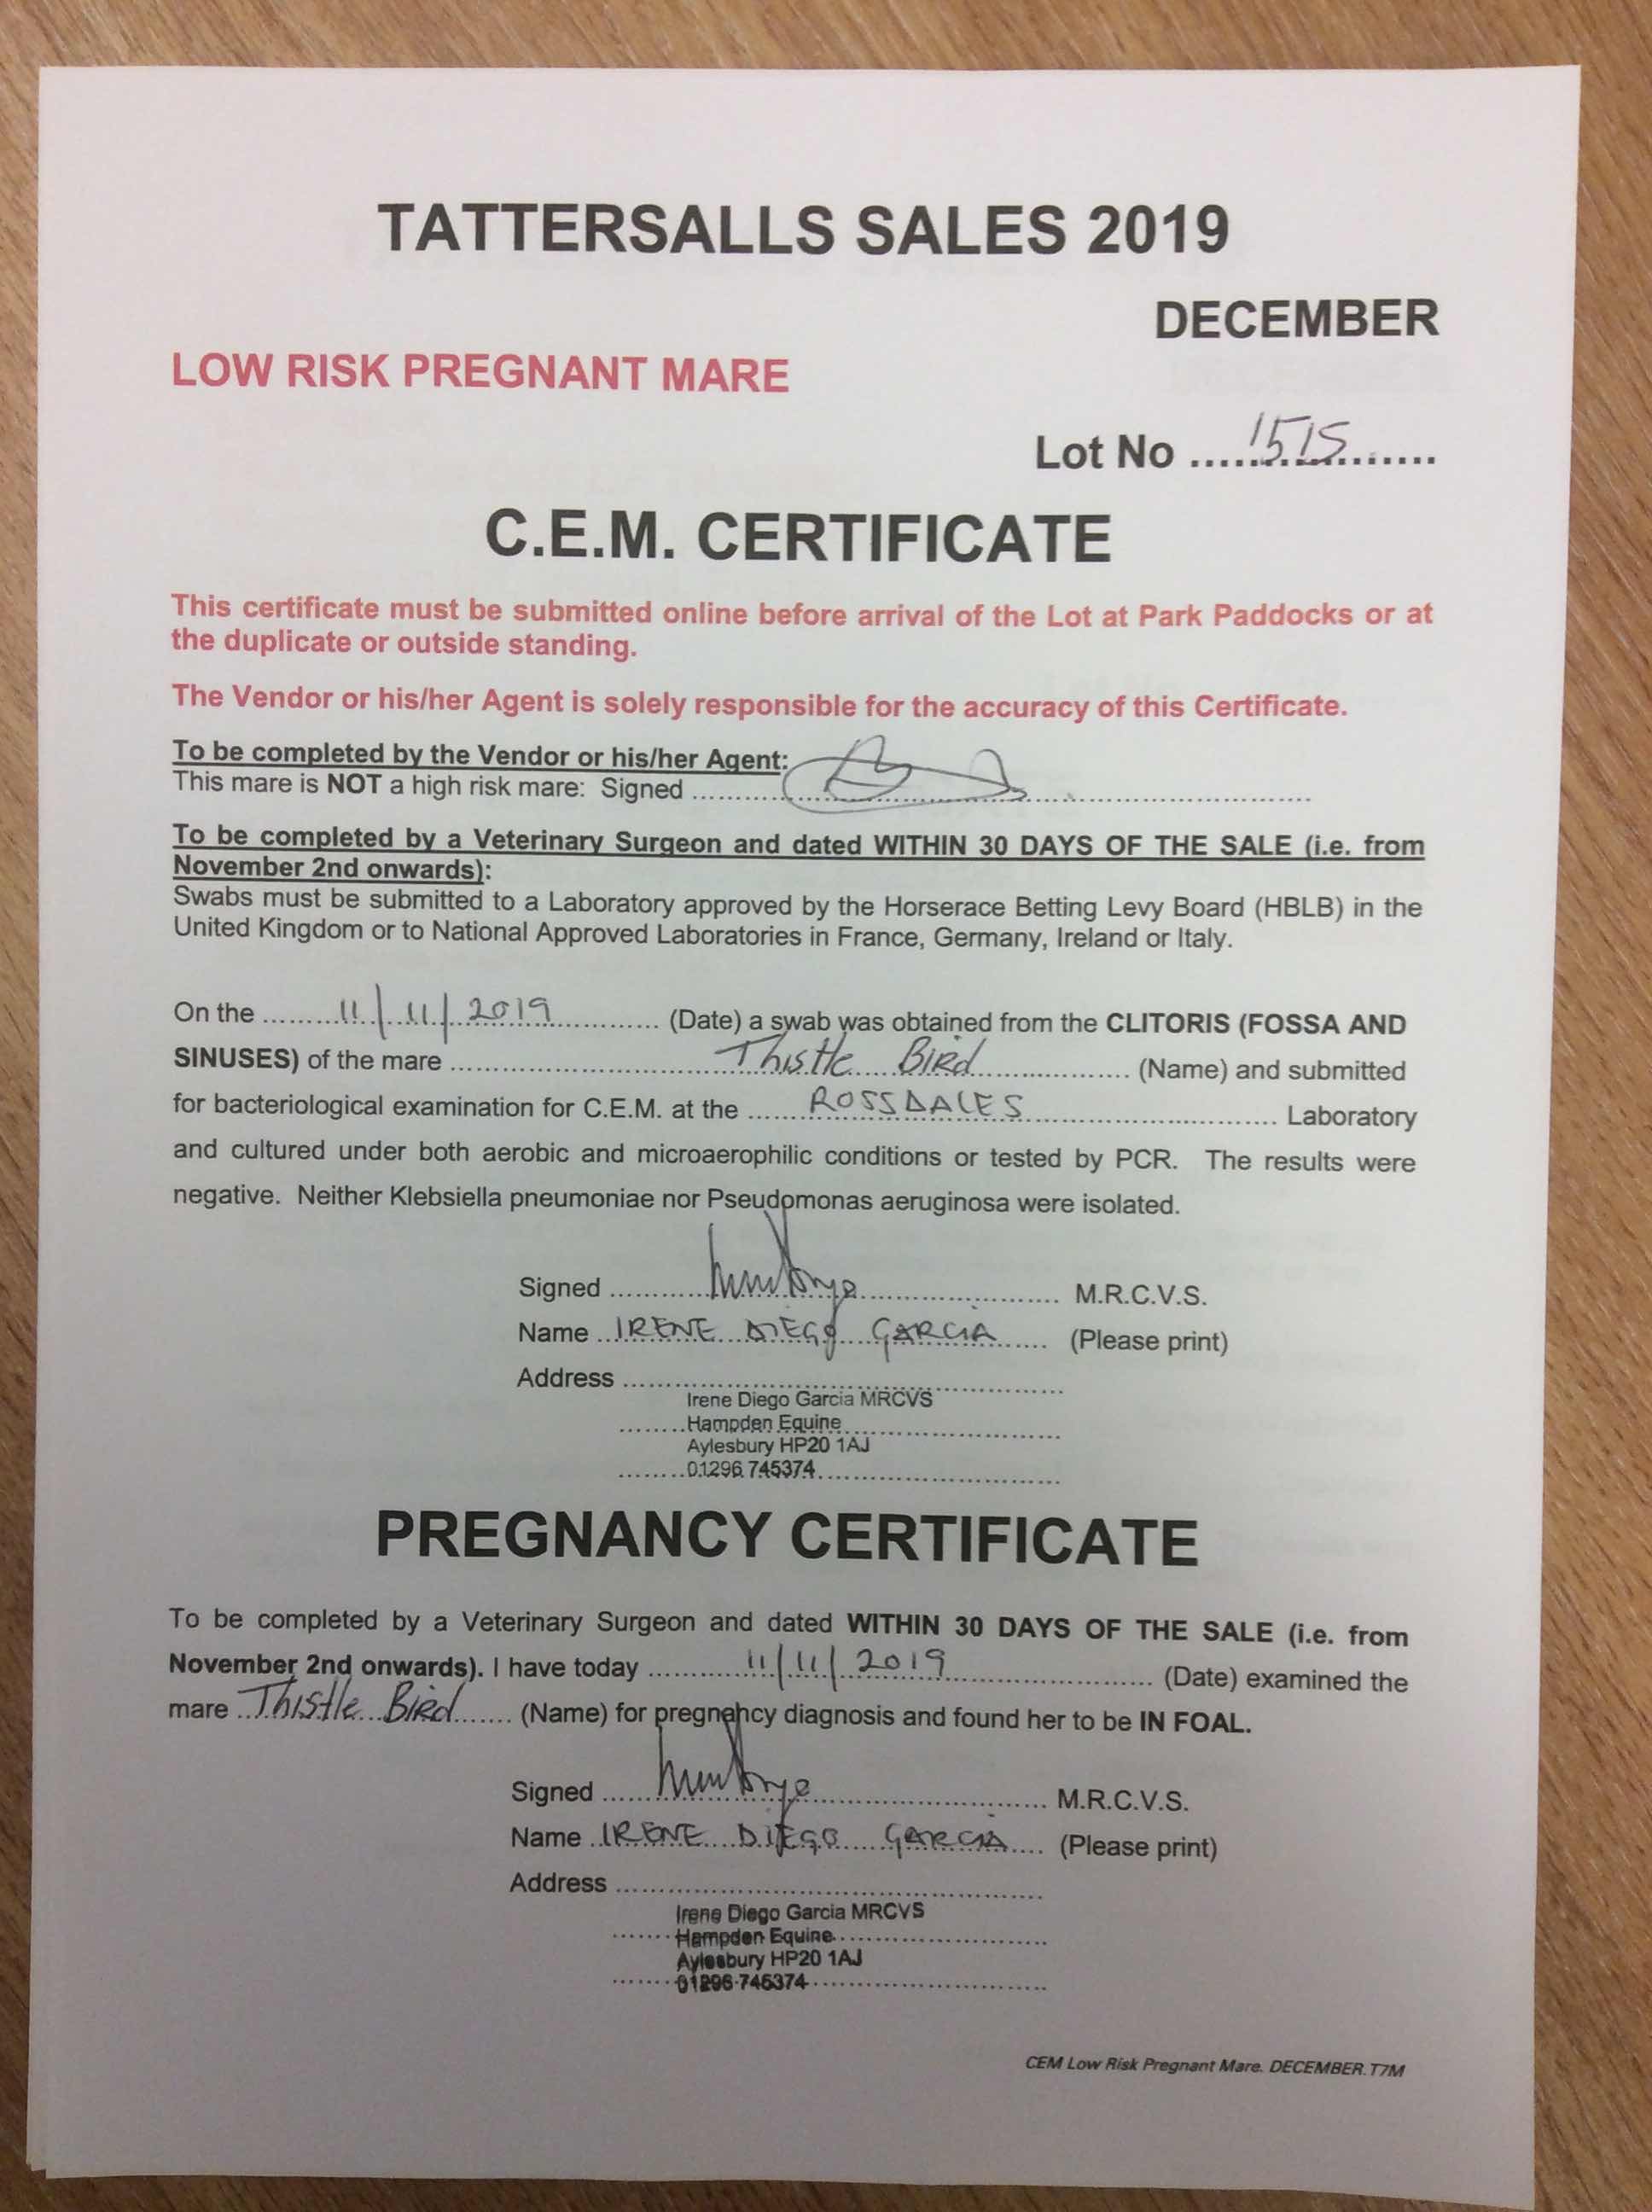 TATTERSALLS SALES 2019
DECEMBER
LOW RISK PREGNANT MARE
Lot No ...... 1515 ............
C.E.M. CERTIFICATE
This certificate must be submitted online before arrival of the Lot at Park Paddocks or at
the duplicate or outside standing.
The Vendor or his/her Agent is solely responsible for the accuracy of this Certificate.
To be completed by the Vendor or his/her Agent:
This mare is NOT a high risk mare: Signed ....................
To be completed by a Veterinary Surgeon and dated WITHIN 30 DAYS OF THE SALE (i.e. from
November 2nd onwards):
Swabs must be submitted to a Laboratory approved by the Horserace Betting Levy Board (HBLB) in the
United Kingdom or to National Approved Laboratories in France, Germany, Ireland or Italy.
On the ......... 11/11/2019 ............. (Date) a swab was obtained from the CLITORIS (FOSSA AND
SINUSES) of the mare .................... Thistle Bird .................... (Name) and submitted
for bacteriological examination for C.E.M. at the ....... ROSSDALES .................... Laboratory
and cultured under both aerobic and microaerophilic conditions or tested by PCR. The results were
negative. Neither Klebsiella pneumoniae nor Pseudomonas aeruginosa were isolated.
Signed .................... M.R.C.V.S.
Name .. IRENE DIEGO GARCIA ...... (Please print)
Address ....................
Irene Diego Garcia MRCVS
Hampden Equine
Aylesbury HP20 1AJ
01296 745374
PREGNANCY CERTIFICATE
To be completed by a Veterinary Surgeon and dated WITHIN 30 DAYS OF THE SALE (i.e. from
November 2nd onwards). I have today ........... 11/11/2019 .................... (Date) examined the
mare .. Thistle Bird ....... (Name) for pregnancy diagnosis and found her to be IN FOAL.
Signed .................... M.R.C.V.S.
Name .. IRENE DIEGO GARCIA .... (Please print)
Address ....................
Irene Diego Garcia MRCVS
Hampden Equine
Aylesbury HP20 1AJ
01296 745374
CEM Low Risk Pregnant Mare. DECEMBER.T7M